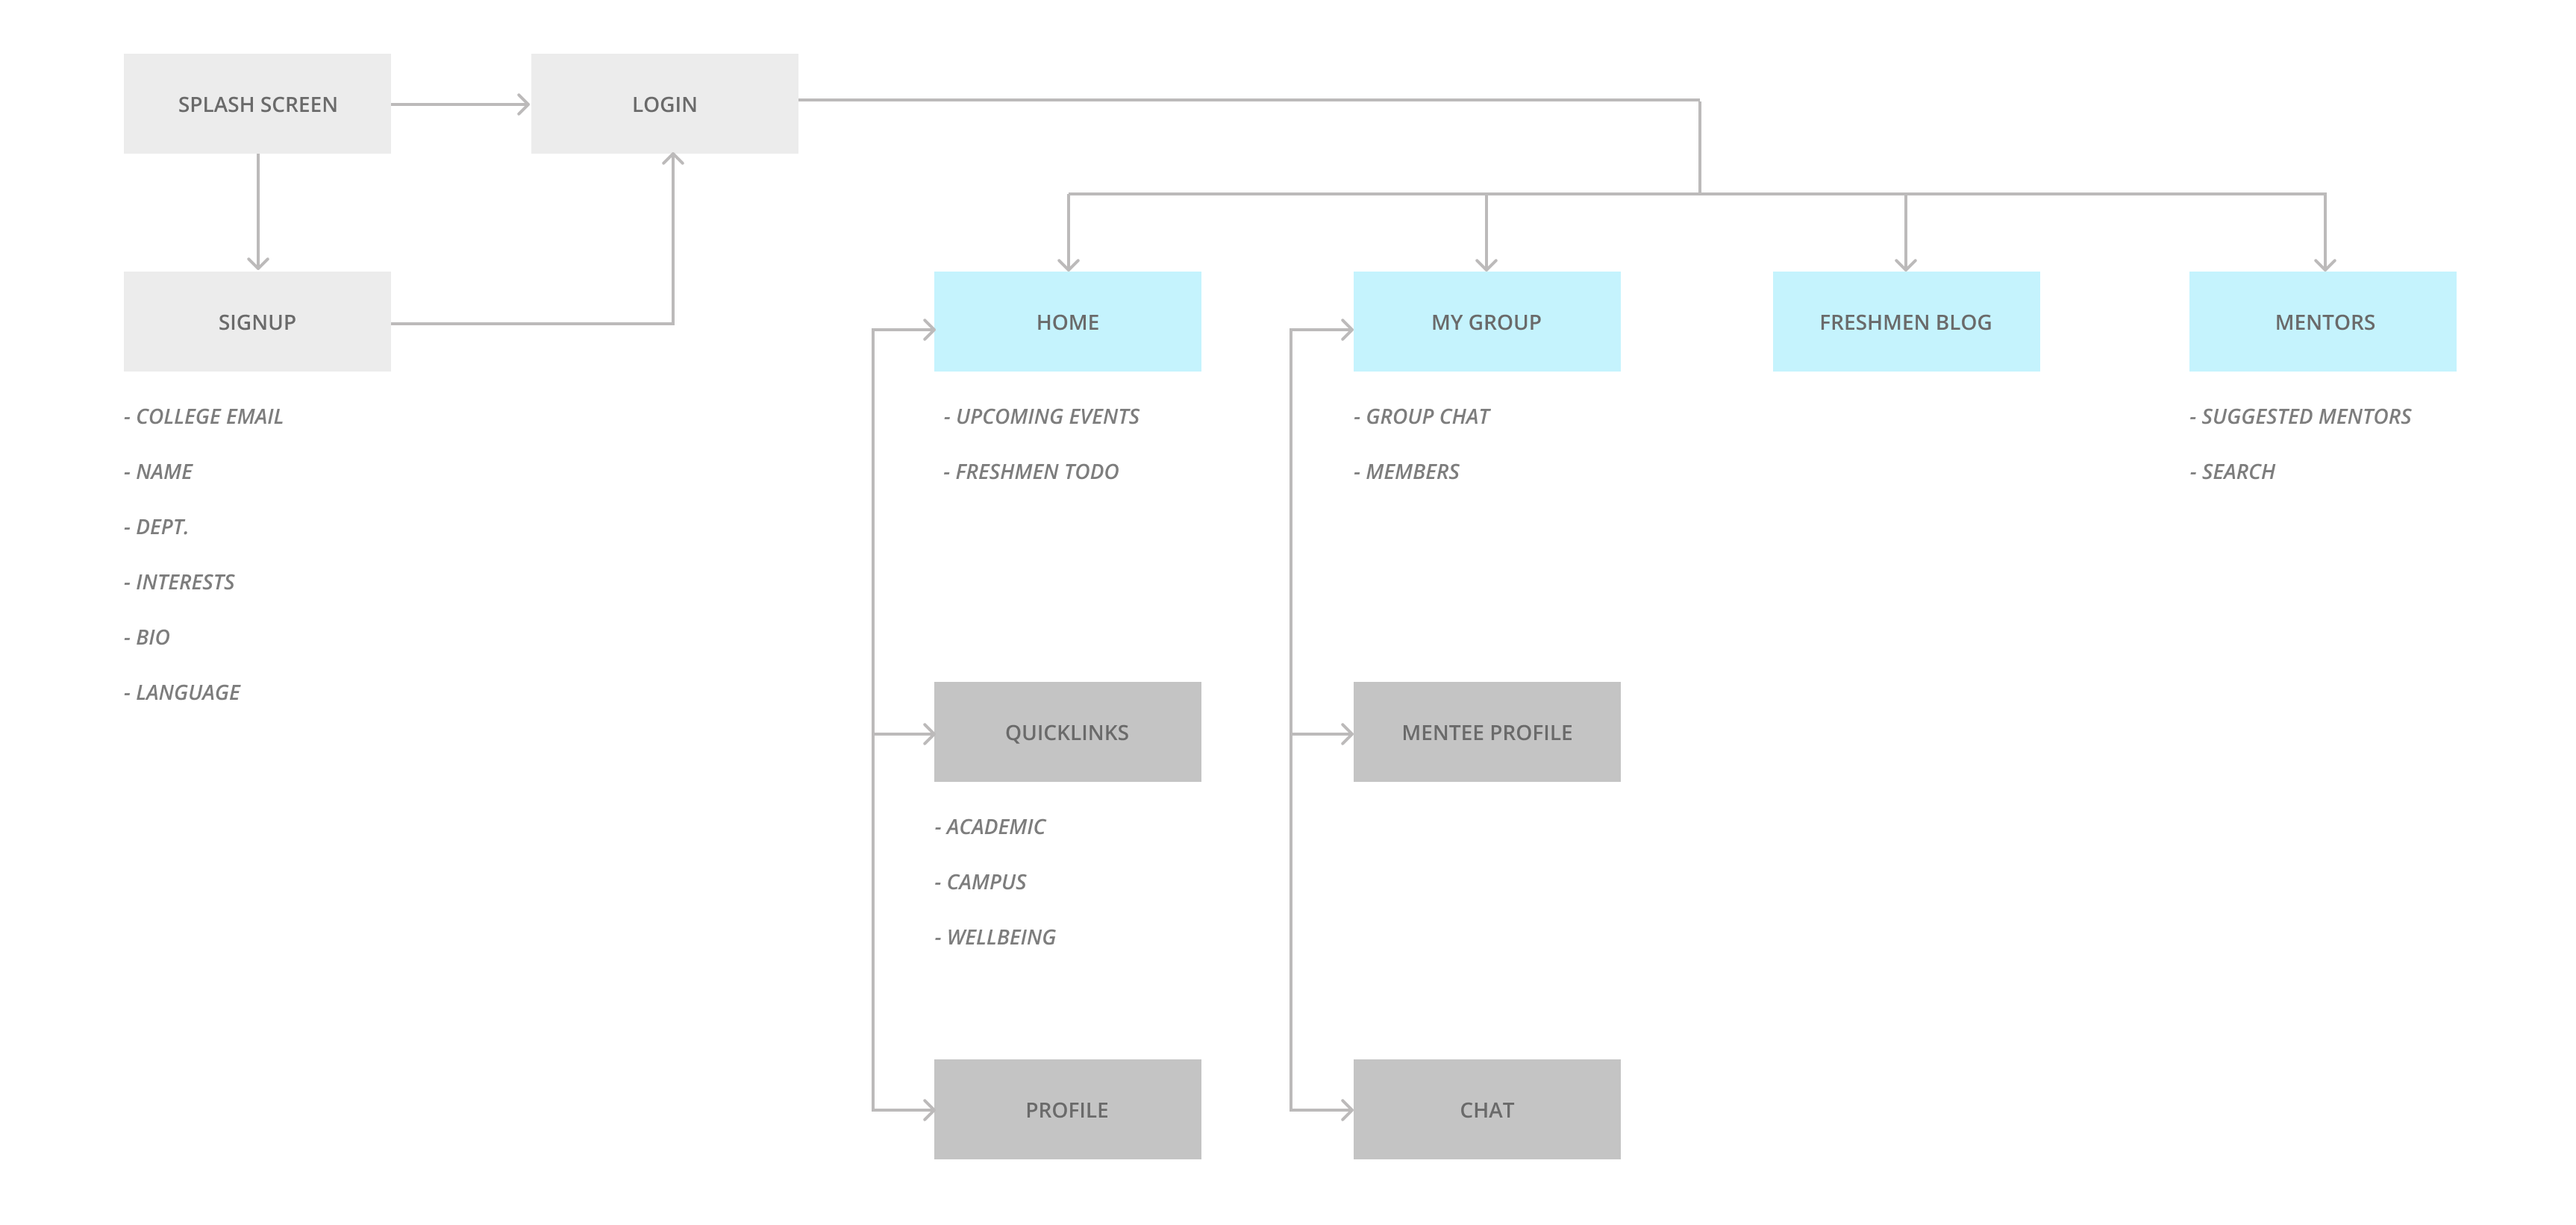 SPLASH SCREEN
LOGIN
SIGNUP
- COLLEGE EMAIL
- NAME
- DEPT.
- INTERESTS
- BIO
- LANGUAGE
HOME
- UPCOMING EVENTS
- FRESHMEN TODO
QUICKLINKS
- ACADEMIC
- CAMPUS
- WELLBEING
PROFILE
MY GROUP
- GROUP CHAT
- MEMBERS
MENTEE PROFILE
CHAT
FRESHMEN BLOG
MENTORS
- SUGGESTED MENTORS
- SEARCH